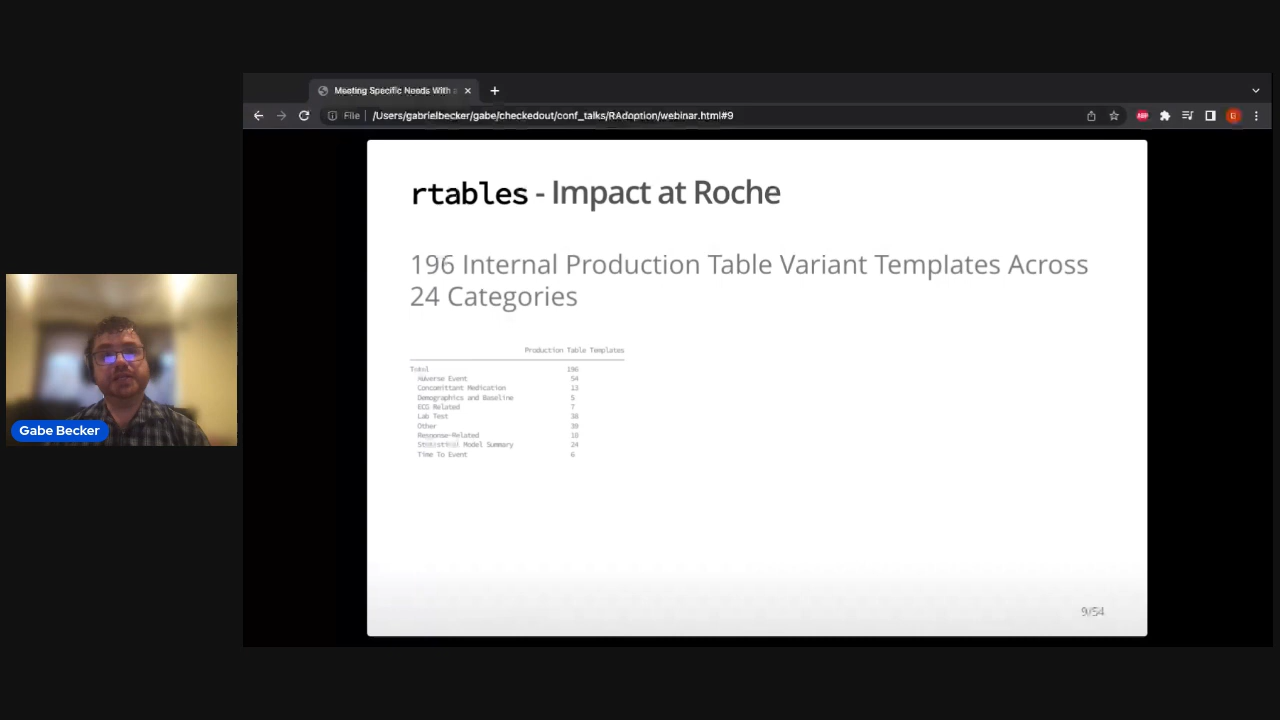 Meeting Specific Needs With a
File
/Users/gabrielbecker/gabe/checkedout/conf_talks/RAdoption/webinar.html#9
rtables - Impact at Roche
196 Internal Production Table Variant Templates Across
24 Categories
Production Table Templates
Total 196
Adverse Event 54
Concomittant Medication 13
Demographics and Baseline 5
ECG Related 7
Lab Test 38
Other 39
Response-Related 10
Statistical Model Summary 24
Time To Event 6
9/54
Gabe Becker